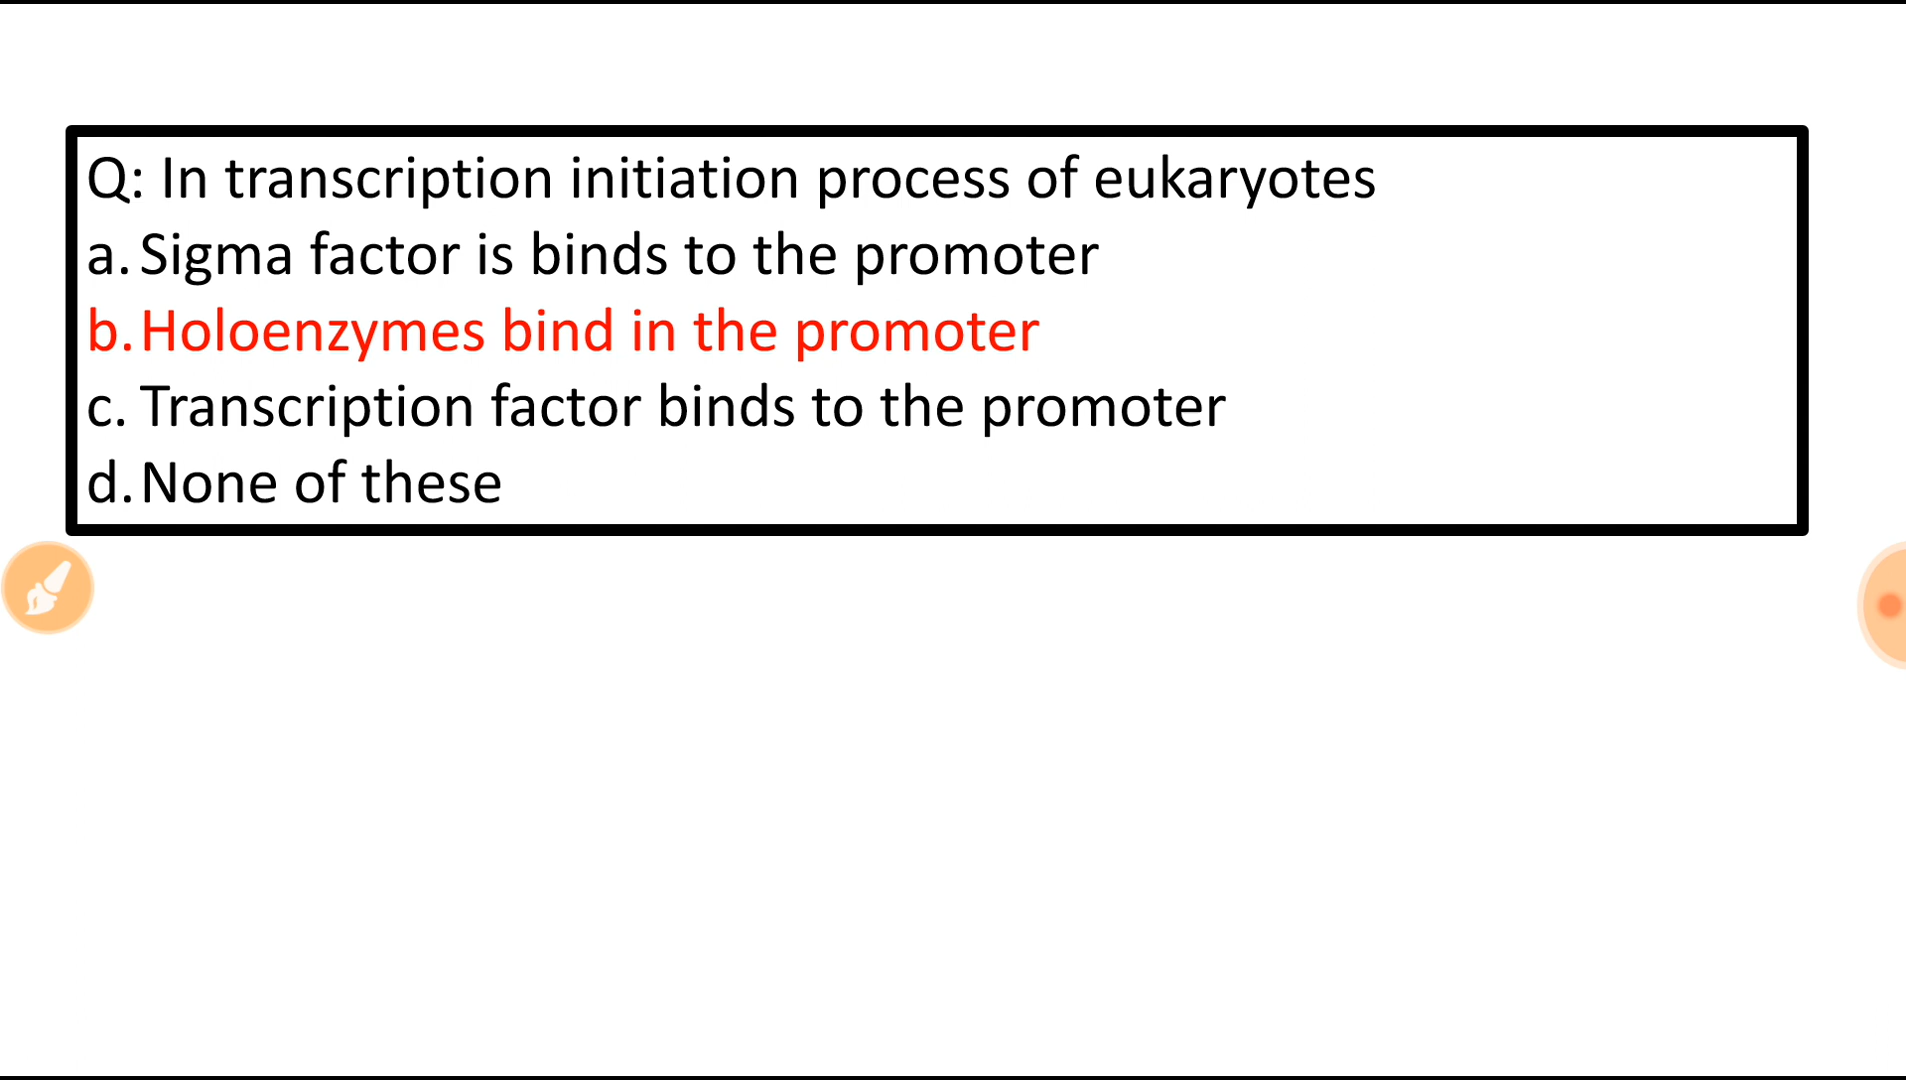 Q: In transcription initiation process of eukaryotes
a. Sigma factor is binds to the promoter
b. Holoenzymes bind in the promoter
c. Transcription factor binds to the promoter
d. None of these